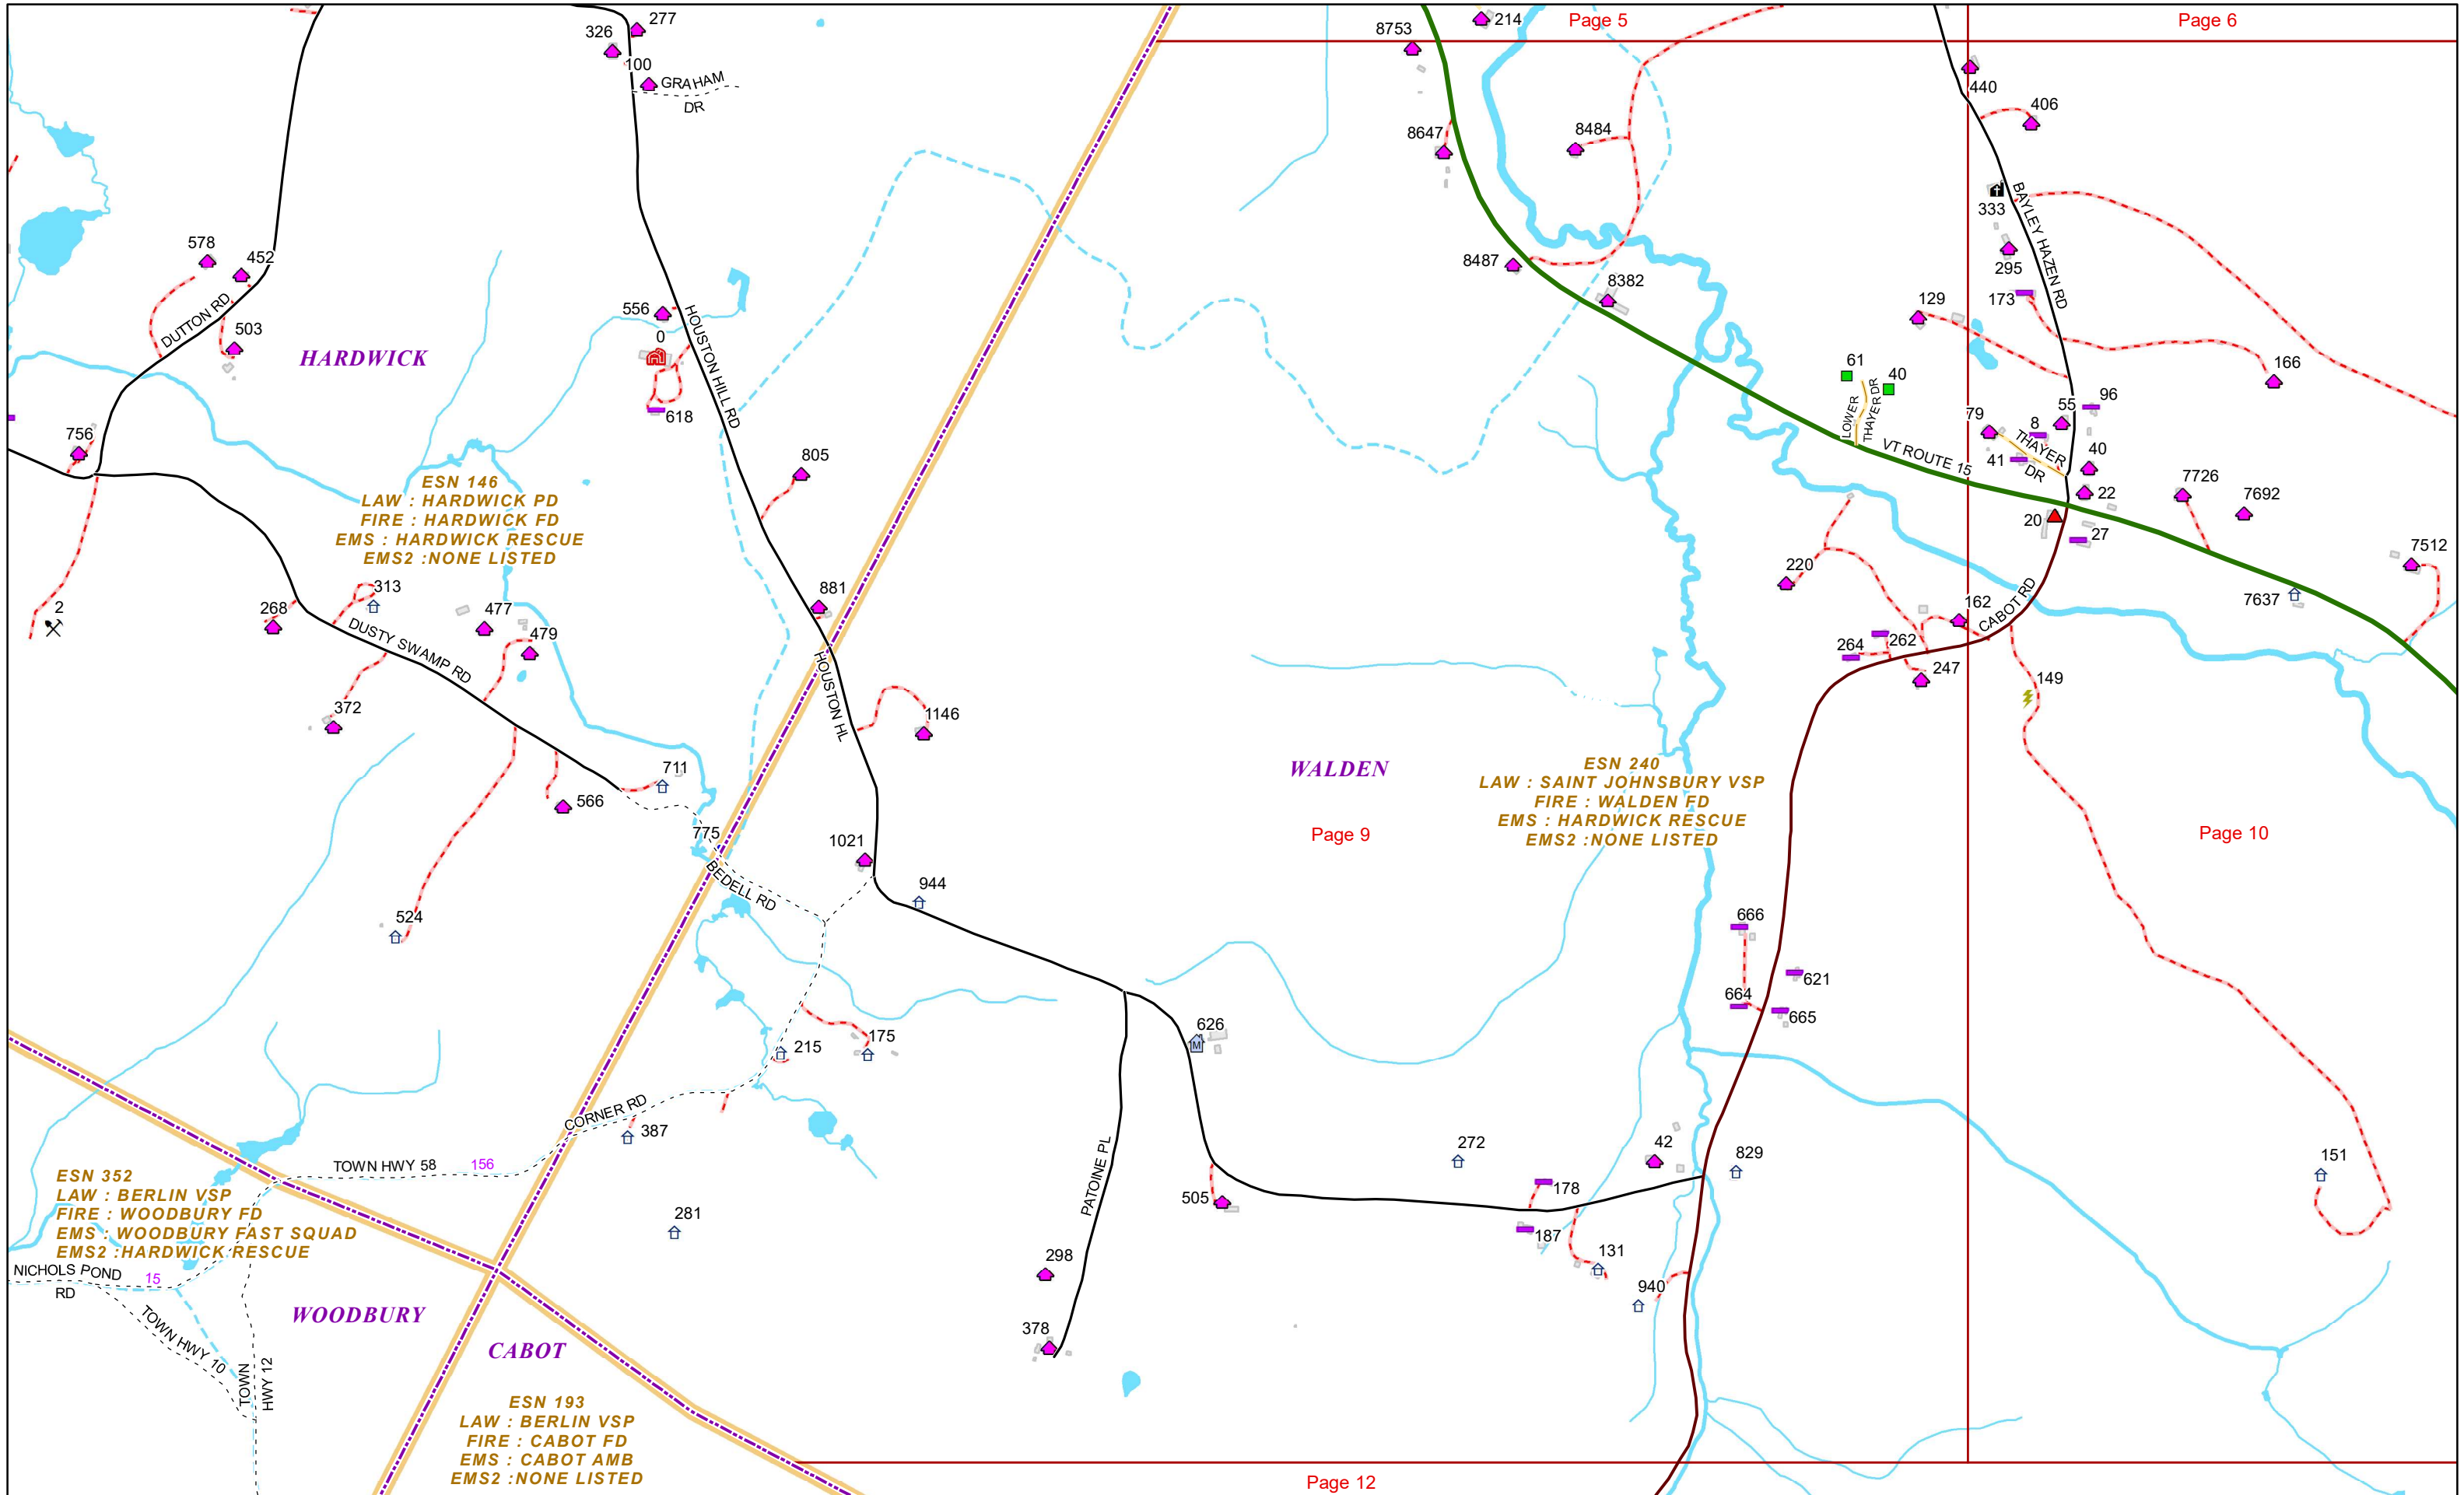 277
326
100
GRAHAM
DR
8753
214
Page 5
Page 6
440
406
8647
8484
333
BAYLEY HAZEN RD
295
578
452
8487
8382
129
173
DUTTON RD
503
HARDWICK
556
0
HOUSTON HILL RD
618
61
40
LOWER
THAYER DR
166
79
8
55
96
THAYER
DR
41
40
VT ROUTE 15
22
7726
7692
20
27
7512
756
805
ESN 146
LAW : HARDWICK PD
FIRE : HARDWICK FD
EMS : HARDWICK RESCUE
EMS2 :NONE LISTED
2
268
313
477
479
DUSTY SWAMP RD
372
881
HOUSTON HL
1146
220
162
CABOT RD
7637
264
262
247
149
711
566
775
BEDELL RD
1021
944
524
WALDEN
Page 9
ESN 240
LAW : SAINT JOHNSBURY VSP
FIRE : WALDEN FD
EMS : HARDWICK RESCUE
EMS2 :NONE LISTED
Page 10
666
621
664
665
626
175
215
CORNER RD
387
TOWN HWY 58
156
ESN 352
LAW : BERLIN VSP
FIRE : WOODBURY FD
EMS : WOODBURY FAST SQUAD
EMS2 :HARDWICK RESCUE
NICHOLS POND
RD
15
TOWN HWY 10
TOWN
HWY 12
281
PATOINE PL
298
378
505
272
42
829
178
187
131
940
151
WOODBURY
CABOT
ESN 193
LAW : BERLIN VSP
FIRE : CABOT FD
EMS : CABOT AMB
EMS2 :NONE LISTED
Page 12
M